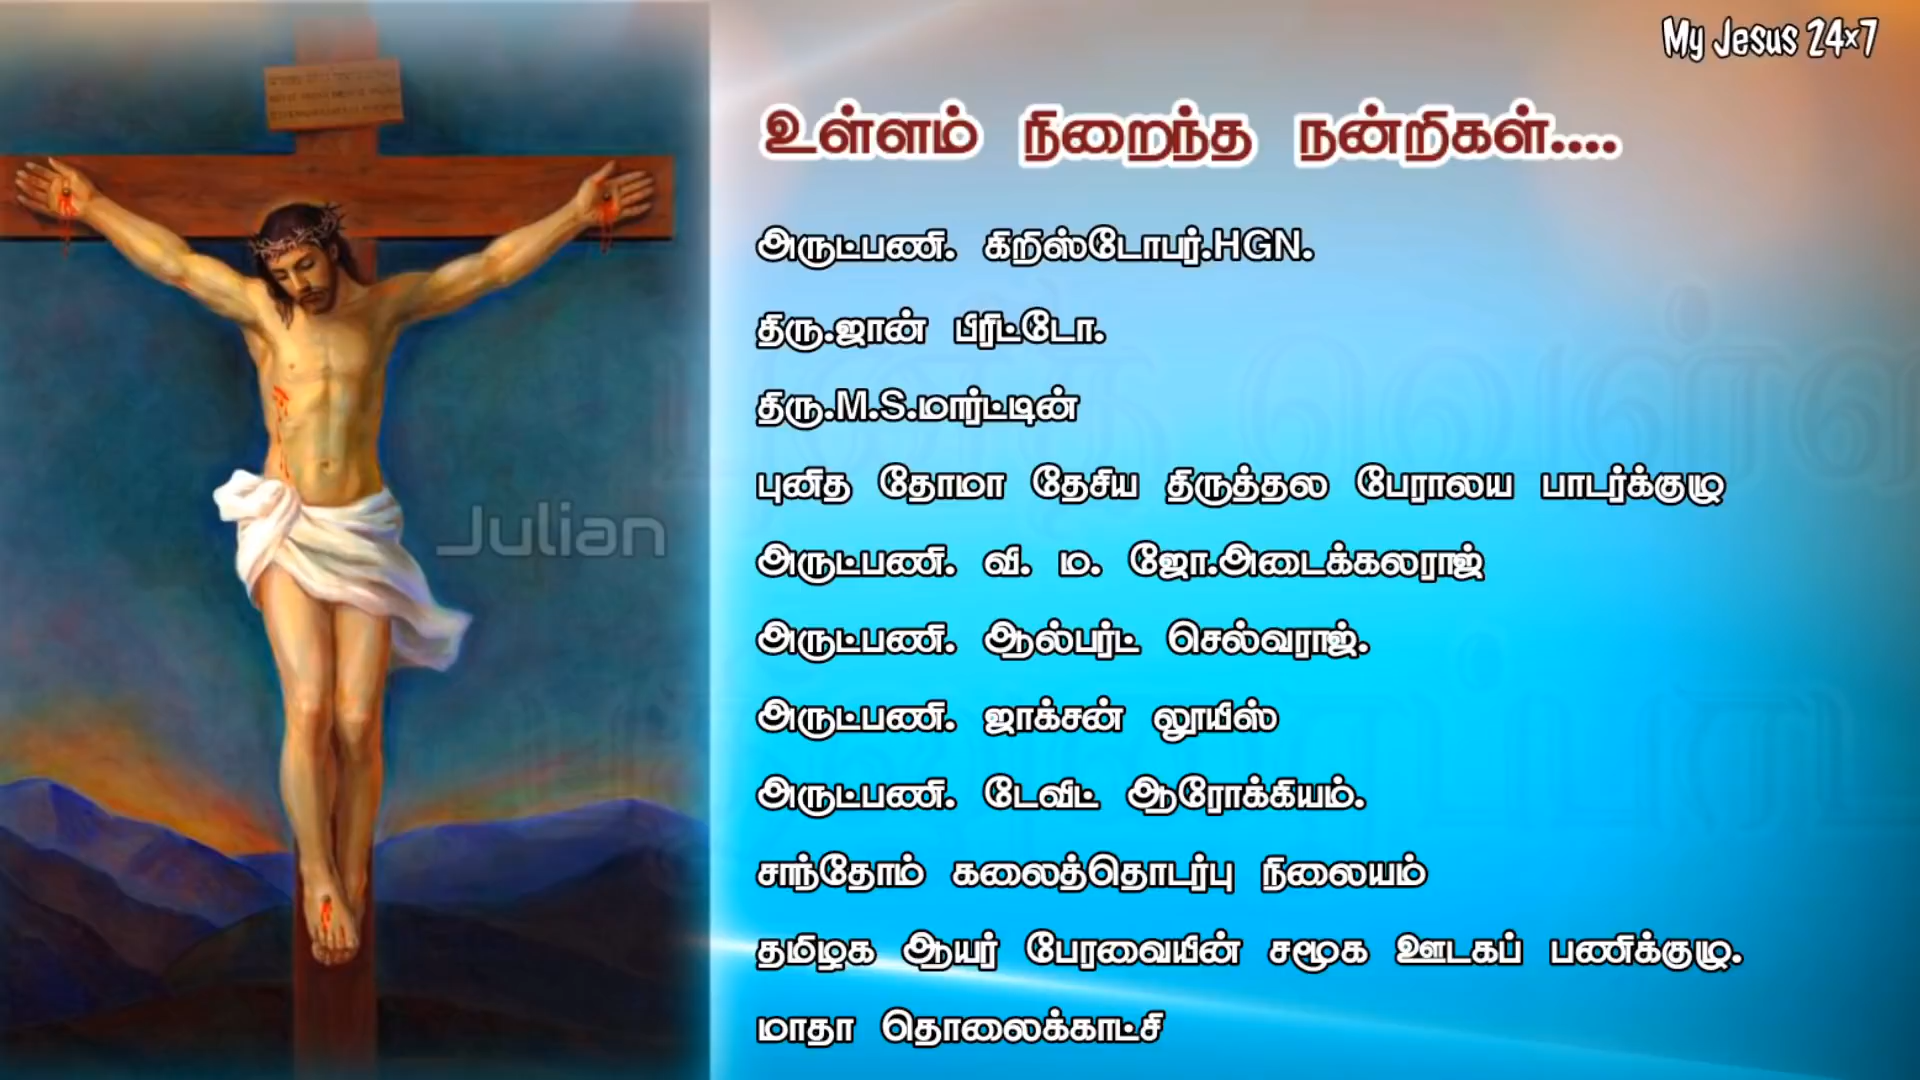 My Jesus 24x7
உள்ளம் நிறைந்த நன்றிகள்....
அருட்பணி. கிறிஸ்டோபர்.HGN.
திரு.ஜான் பிரிட்டோ.
திரு.M.S.மார்ட்டின்
புனித தோமா தேசிய திருத்தல பேராலய பாடர்க்குழு
அருட்பணி. வி. ம. ஜோ.அடைக்கலராஜ்
அருட்பணி. ஆல்பர்ட் செல்வராஜ்.
அருட்பணி. ஜாக்சன் லூயிஸ்
அருட்பணி. டேவிட் ஆரோக்கியம்.
சாந்தோம் கலைத்தொடர்பு நிலையம்
தமிழக ஆயர் பேரவையின் சமூக ஊடகப் பணிக்குழு.
மாதா தொலைக்காட்சி
Julian